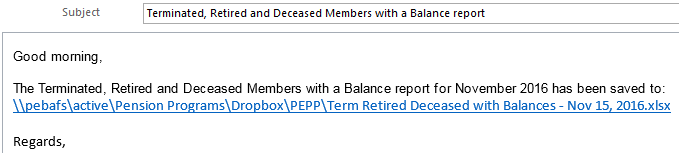 Subject Terminated, Retired and Deceased Members with a Balance report
Good morning,
The Terminated, Retired and Deceased Members with a Balance report for November 2016 has been saved to:
\\pebafs\active\Pension Programs\Dropbox\PEPP\Term Retired Deceased with Balances - Nov 15, 2016.xlsx
Regards,